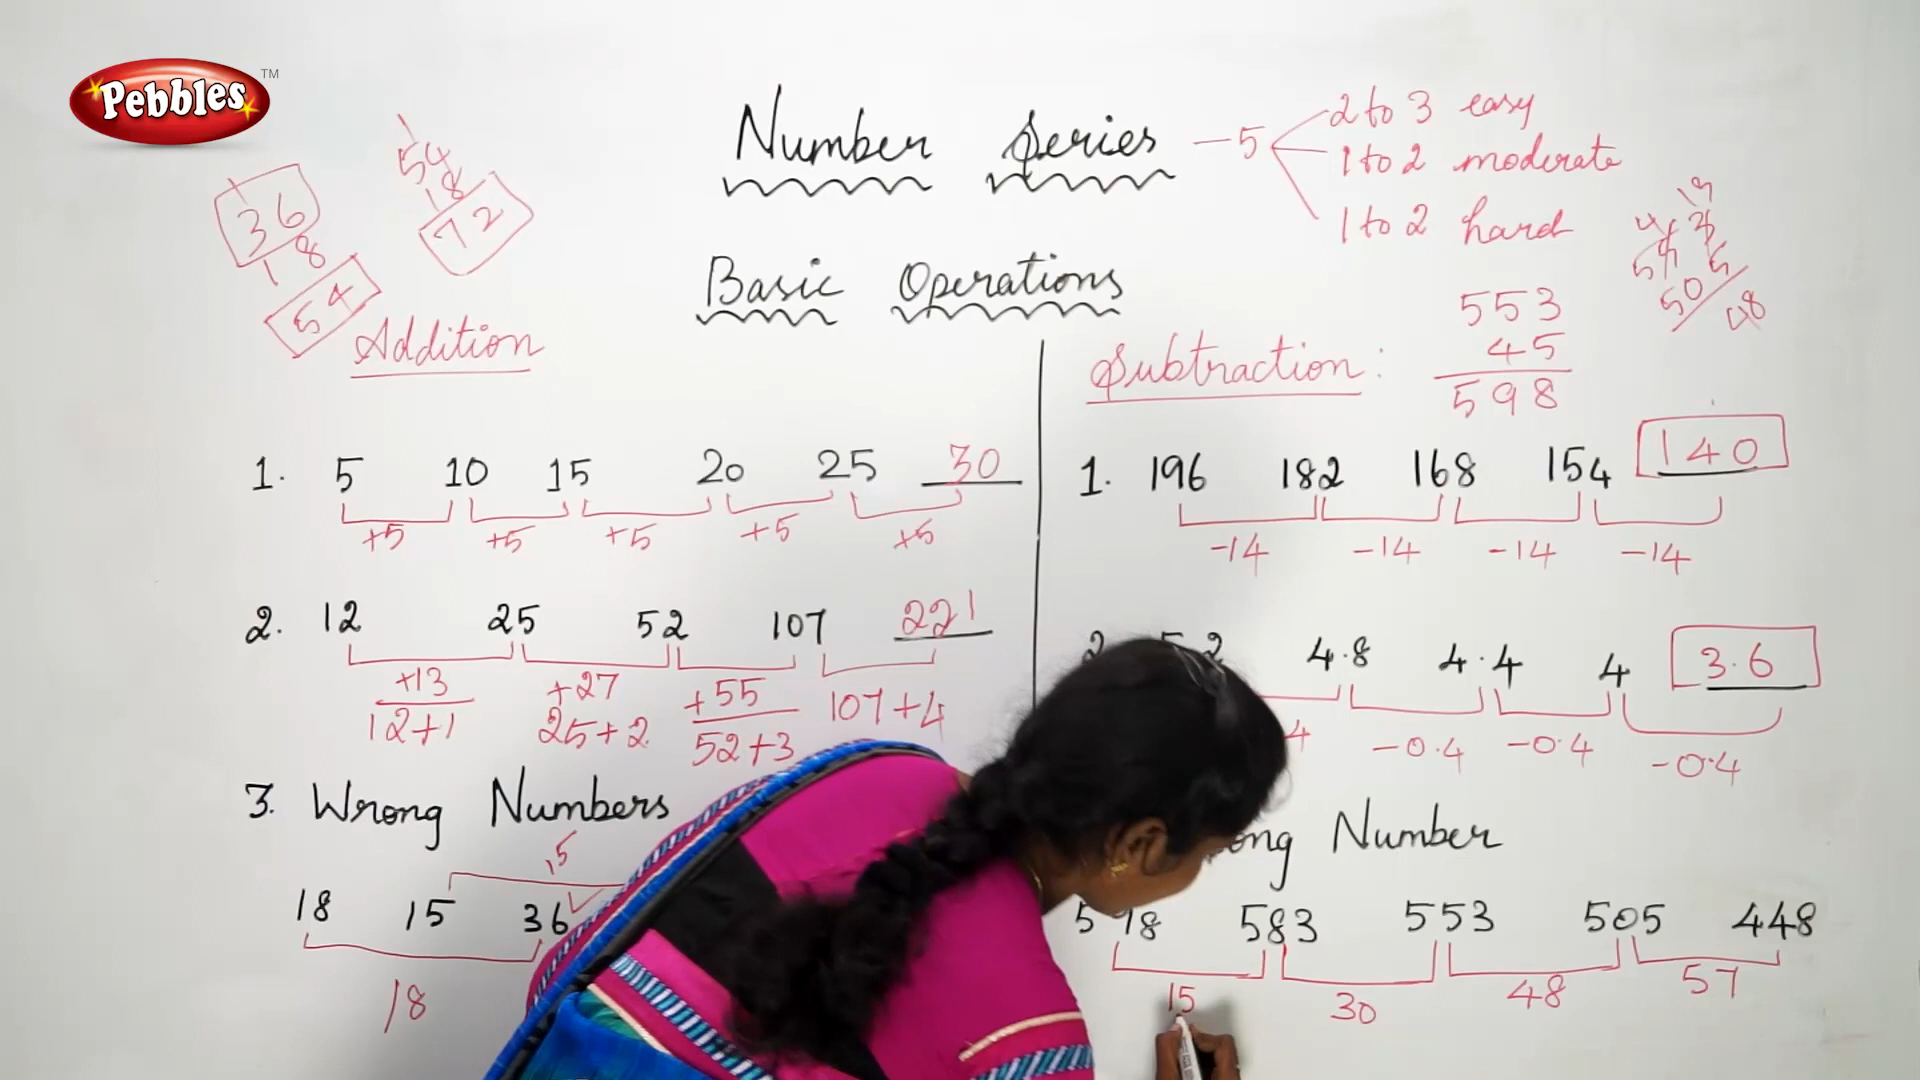 Pebbles TM
Number Series - 5
2 to 3 easy
1 to 2 moderate
1 to 2 hard
36
18
54
54
18
72
Basic Operations
Addition
1. 5 10 15 20 25 30
+5 +5 +5 +5 +5
2. 12 25 52 107 221
+13 +27 +55
12+1 25+2 52+3 107+4
3. Wrong Numbers
15
18 15 36
18
Subtraction :
553
45
598
1. 196 182 168 154 140
-14 -14 -14 -14
2 4.8 4.4 4 3.6
4 -0.4 -0.4 -0.4
Number
583 553 505 448
15 30 48 57